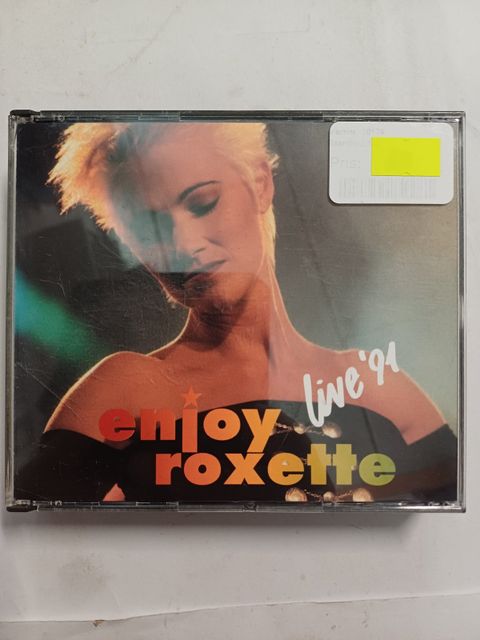 Pris:
live '91
enjoy
roxette